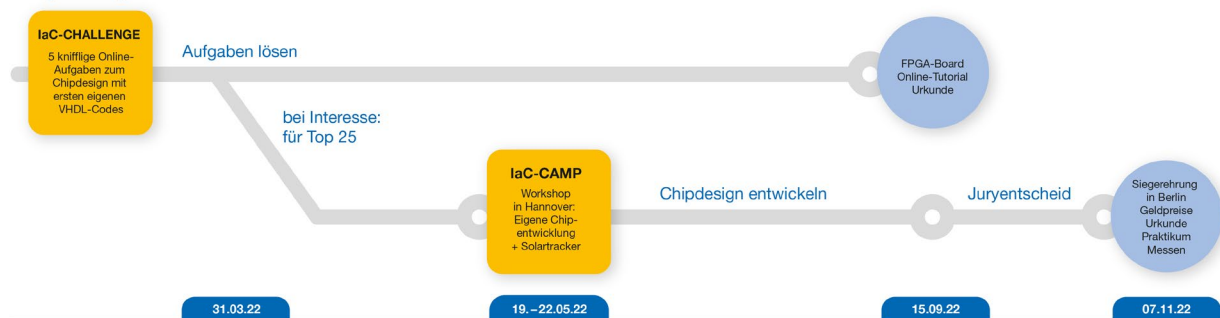 IaC-CHALLENGE
5 knifflige Online-
Aufgaben zum
Chipdesign mit
ersten eigenen
VHDL-Codes
Aufgaben lösen
bei Interesse:
für Top 25
FPGA-Board
Online-Tutorial
Urkunde
IaC-CAMP
Workshop
in Hannover:
Eigene Chip-
entwicklung
+ Solartracker
Chipdesign entwickeln
Juryentscheid
Siegerehrung
in Berlin
Geldpreise
Urkunde
Praktikum
Messen
31.03.22
19.–22.05.22
15.09.22
07.11.22